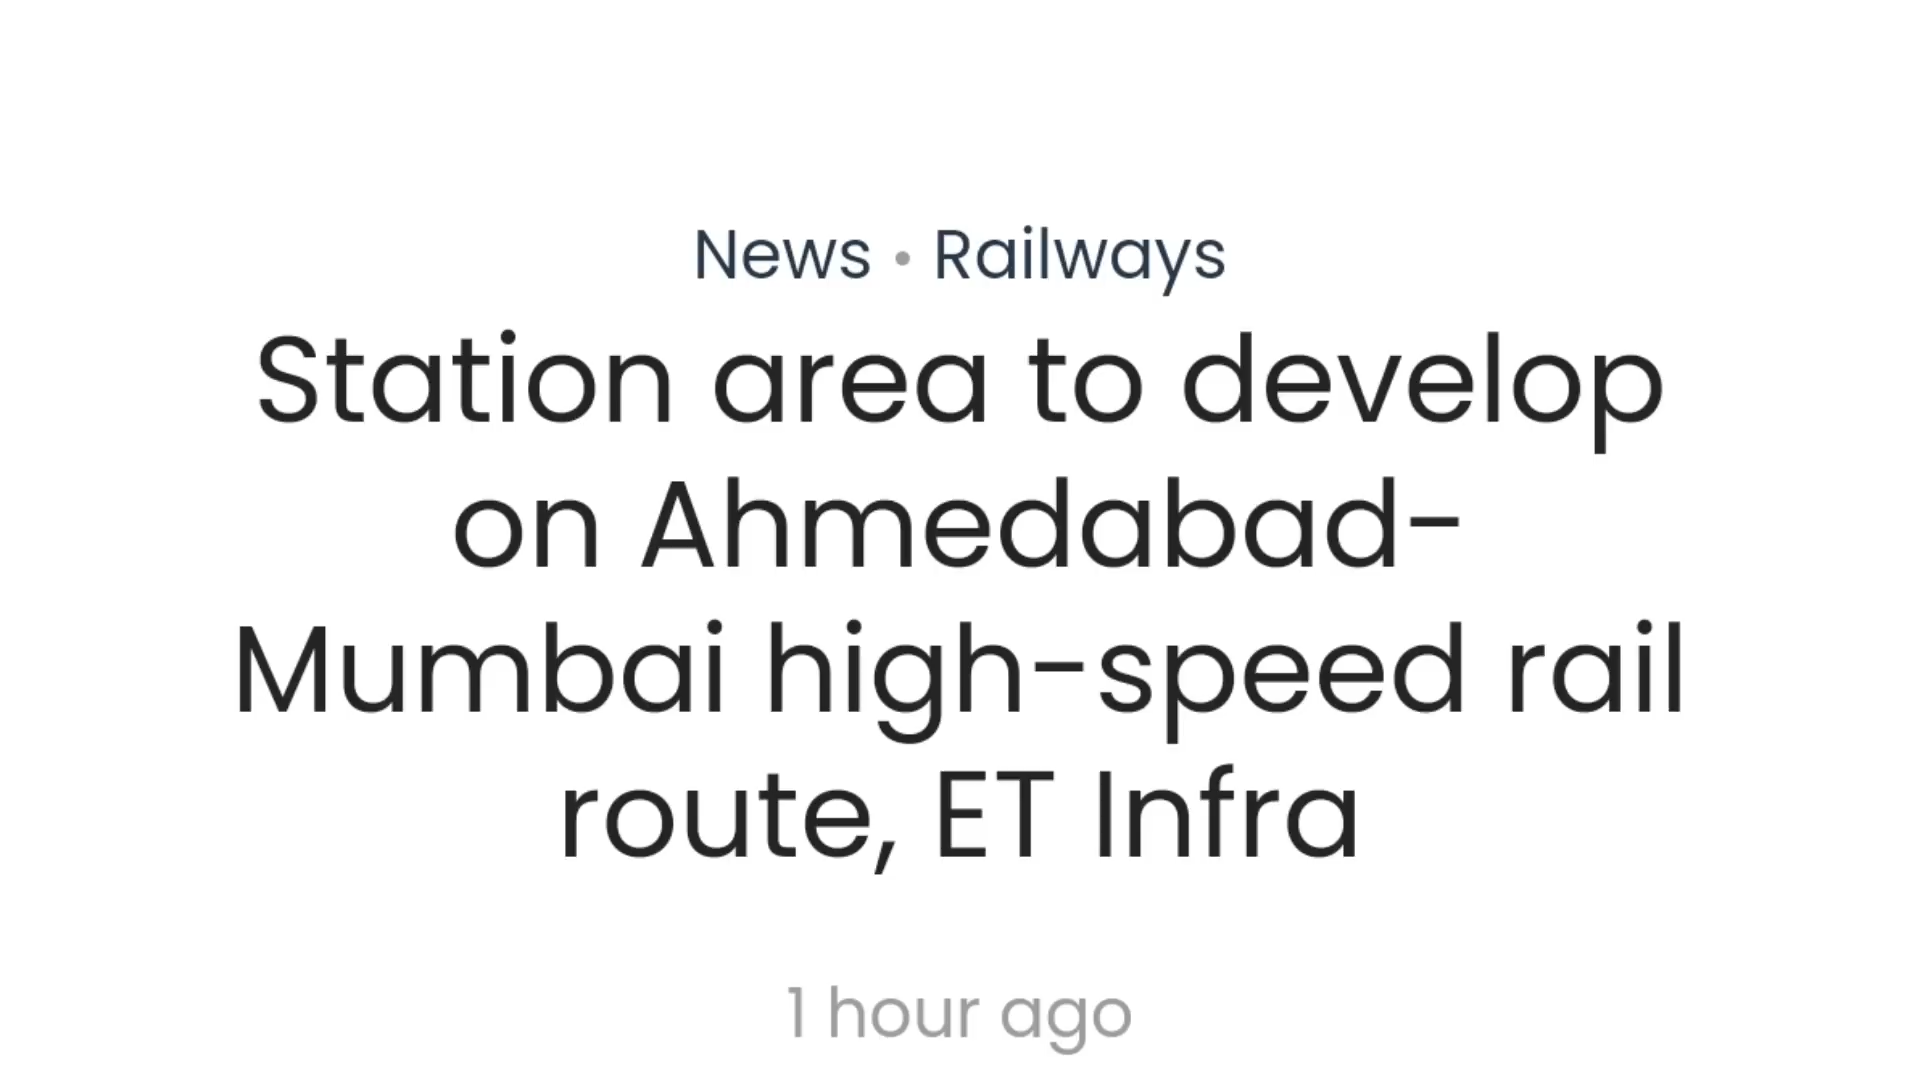 News • Railways
Station area to develop
on Ahmedabad-
Mumbai high-speed rail
route, ET Infra
1 hour ago